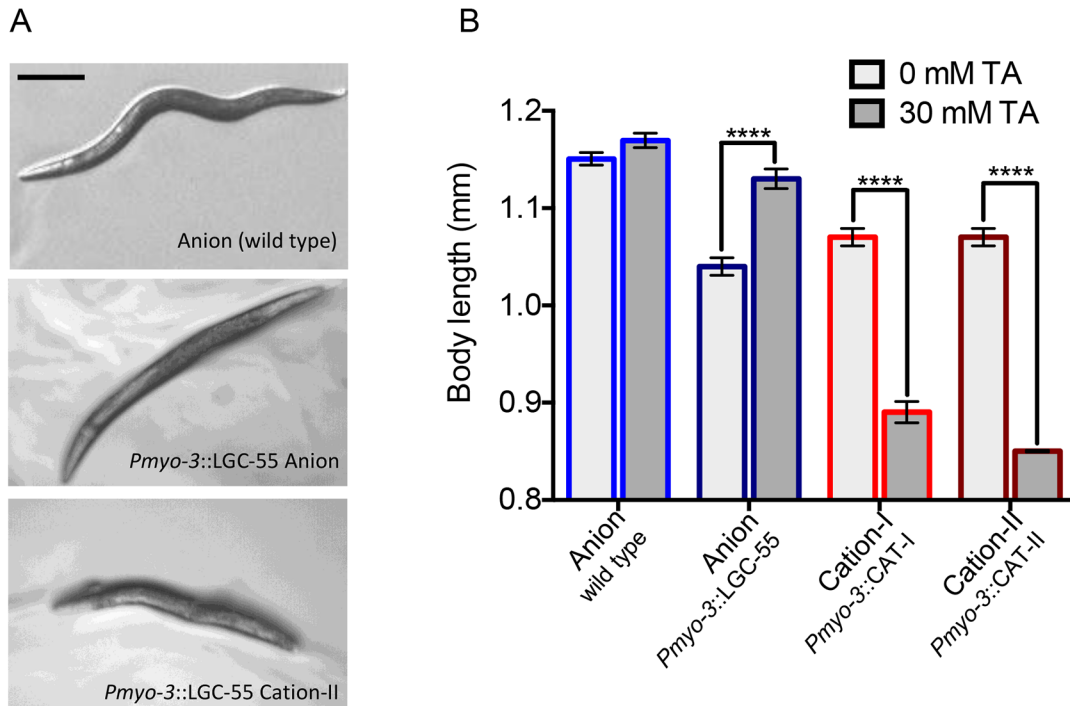 A
Anion (wild type)
Pmyo-3::LGC-55 Anion
Pmyo-3::LGC-55 Cation-II
B
0 mM TA
30 mM TA
Body length (mm)
1.2
1.1
1.0
0.9
0.8
****
****
****
Anion
wild type
Anion
Pmyo-3::LGC-55
Cation-I
Pmyo-3::CAT-I
Cation-II
Pmyo-3::CAT-II